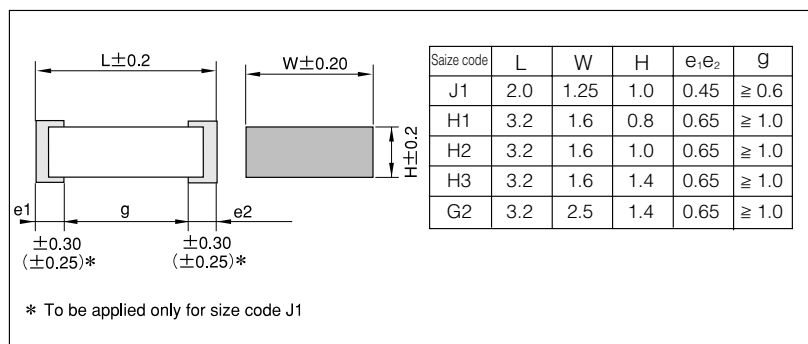 L±0.2
W±0.20
H±0.2
e1 g e2
±0.30 ±0.30
(±0.25)* (±0.25)*
* To be applied only for size code J1
Saize code L W H e₁e₂ g
J1 2.0 1.25 1.0 0.45 ≧ 0.6
H1 3.2 1.6 0.8 0.65 ≧ 1.0
H2 3.2 1.6 1.0 0.65 ≧ 1.0
H3 3.2 1.6 1.4 0.65 ≧ 1.0
G2 3.2 2.5 1.4 0.65 ≧ 1.0